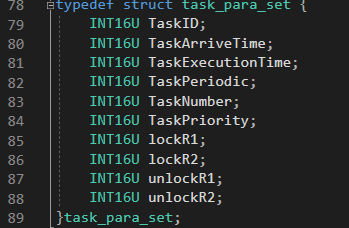 78 typedef struct task_para_set {
79 INT16U TaskID;
80 INT16U TaskArriveTime;
81 INT16U TaskExecutionTime;
82 INT16U TaskPeriodic;
83 INT16U TaskNumber;
84 INT16U TaskPriority;
85 INT16U lockR1;
86 INT16U lockR2;
87 INT16U unlockR1;
88 INT16U unlockR2;
89 }task_para_set;